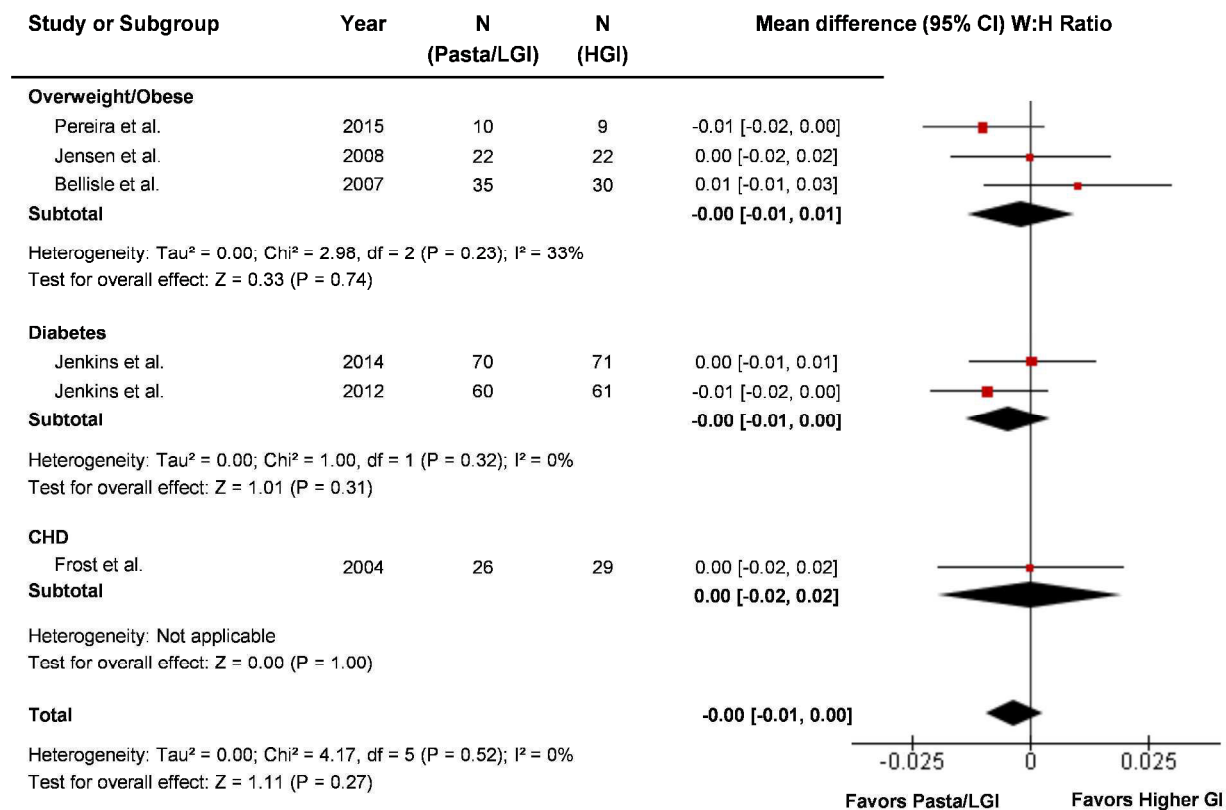 Study or Subgroup Year N (Pasta/LGI) N (HGI) Mean difference (95% CI) W:H Ratio
Overweight/Obese
Pereira et al. 2015 10 9 -0.01 [-0.02, 0.00]
Jensen et al. 2008 22 22 0.00 [-0.02, 0.02]
Bellisle et al. 2007 35 30 0.01 [-0.01, 0.03]
Subtotal -0.00 [-0.01, 0.01]
Heterogeneity: Tau² = 0.00; Chi² = 2.98, df = 2 (P = 0.23); I² = 33%
Test for overall effect: Z = 0.33 (P = 0.74)
Diabetes
Jenkins et al. 2014 70 71 0.00 [-0.01, 0.01]
Jenkins et al. 2012 60 61 -0.01 [-0.02, 0.00]
Subtotal -0.00 [-0.01, 0.00]
Heterogeneity: Tau² = 0.00; Chi² = 1.00, df = 1 (P = 0.32); I² = 0%
Test for overall effect: Z = 1.01 (P = 0.31)
CHD
Frost et al. 2004 26 29 0.00 [-0.02, 0.02]
Subtotal 0.00 [-0.02, 0.02]
Heterogeneity: Not applicable
Test for overall effect: Z = 0.00 (P = 1.00)
Total -0.00 [-0.01, 0.00]
Heterogeneity: Tau² = 0.00; Chi² = 4.17, df = 5 (P = 0.52); I² = 0%
Test for overall effect: Z = 1.11 (P = 0.27)
-0.025 0 0.025
Favors Pasta/LGI Favors Higher GI